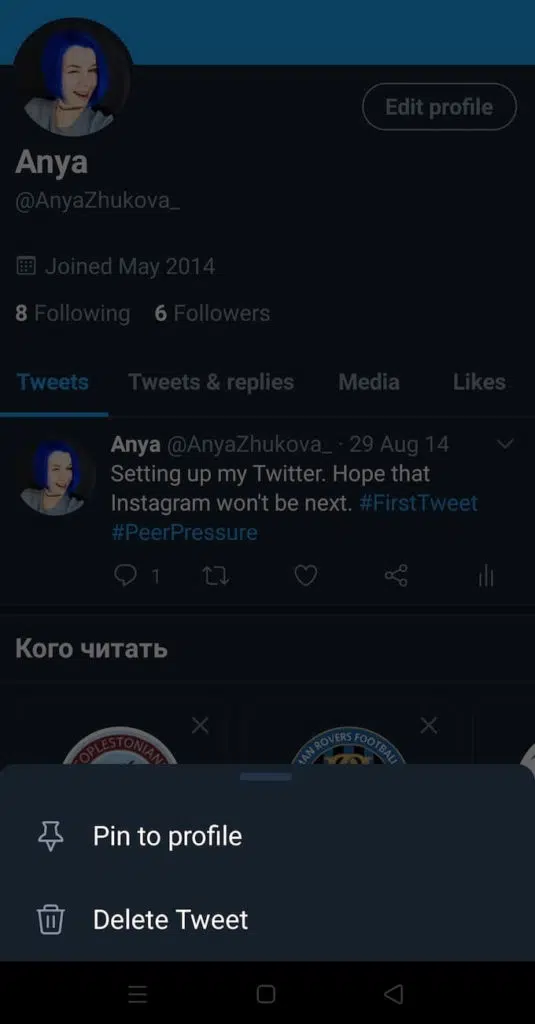 Edit profile
Anya
@AnyaZhukova_
Joined May 2014
8 Following 6 Followers
Tweets Tweets & replies Media Likes
Anya @AnyaZhukova_ · 29 Aug 14
Setting up my Twitter. Hope that
Instagram won't be next. #FirstTweet
#PeerPressure
1
Кого читать
OPLESTONIAN
MAN ROVERS FOOTBALL
Pin to profile
Delete Tweet